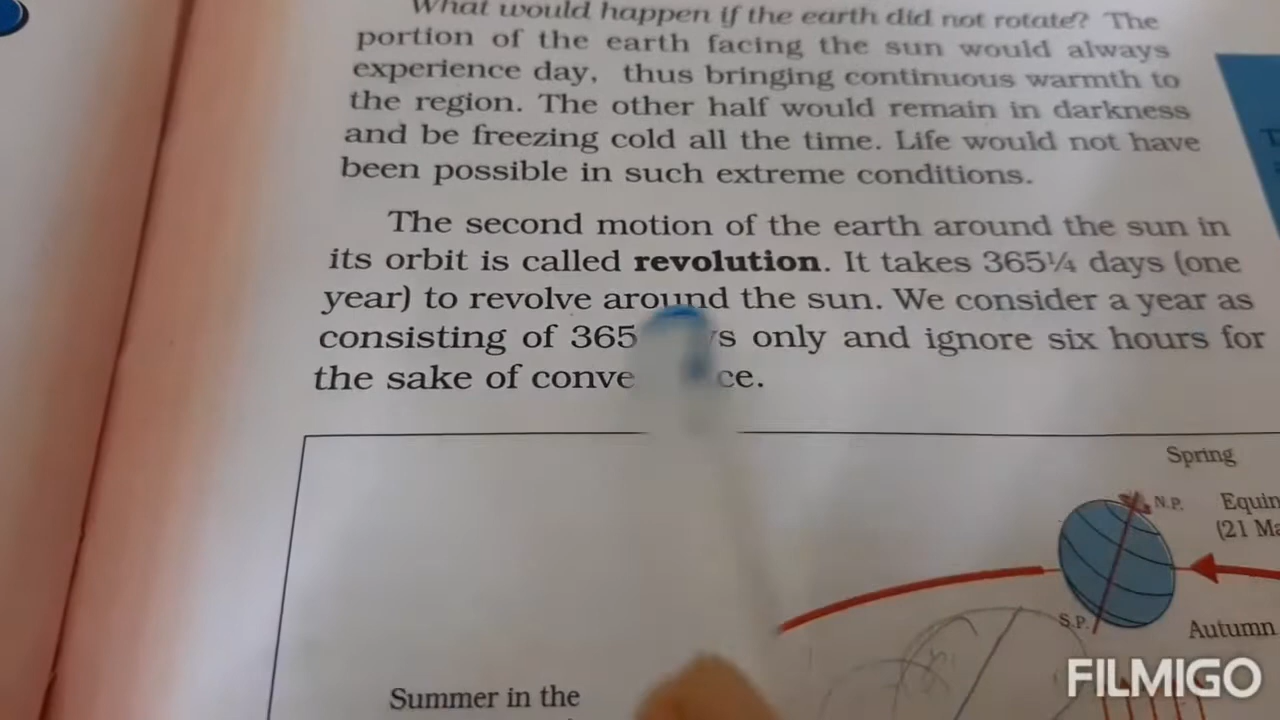 What would happen if the earth did not rotate? The
portion of the earth facing the sun would always
experience day, thus bringing continuous warmth to
the region. The other half would remain in darkness
and be freezing cold all the time. Life would not have
been possible in such extreme conditions.
The second motion of the earth around the sun in
its orbit is called revolution. It takes 365¼ days (one
year) to revolve around the sun. We consider a year as
consisting of 365 only and ignore six hours for
the sake of
Spring
N.P.
(21
S.P.
Autumn
Summer in the
FILMIGO